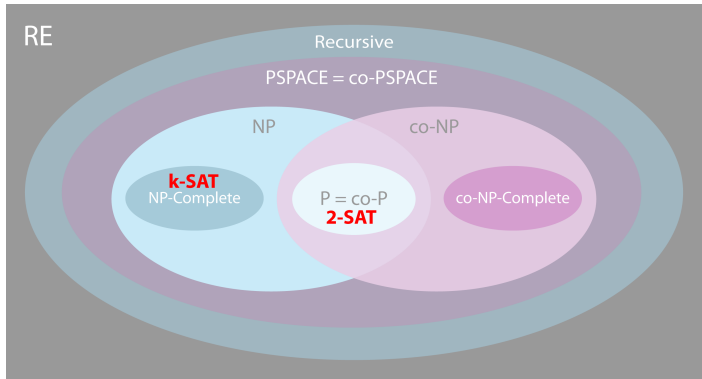 RE
Recursive
PSPACE = co-PSPACE
NP
co-NP
k-SAT
NP-Complete
P = co-P
2-SAT
co-NP-Complete